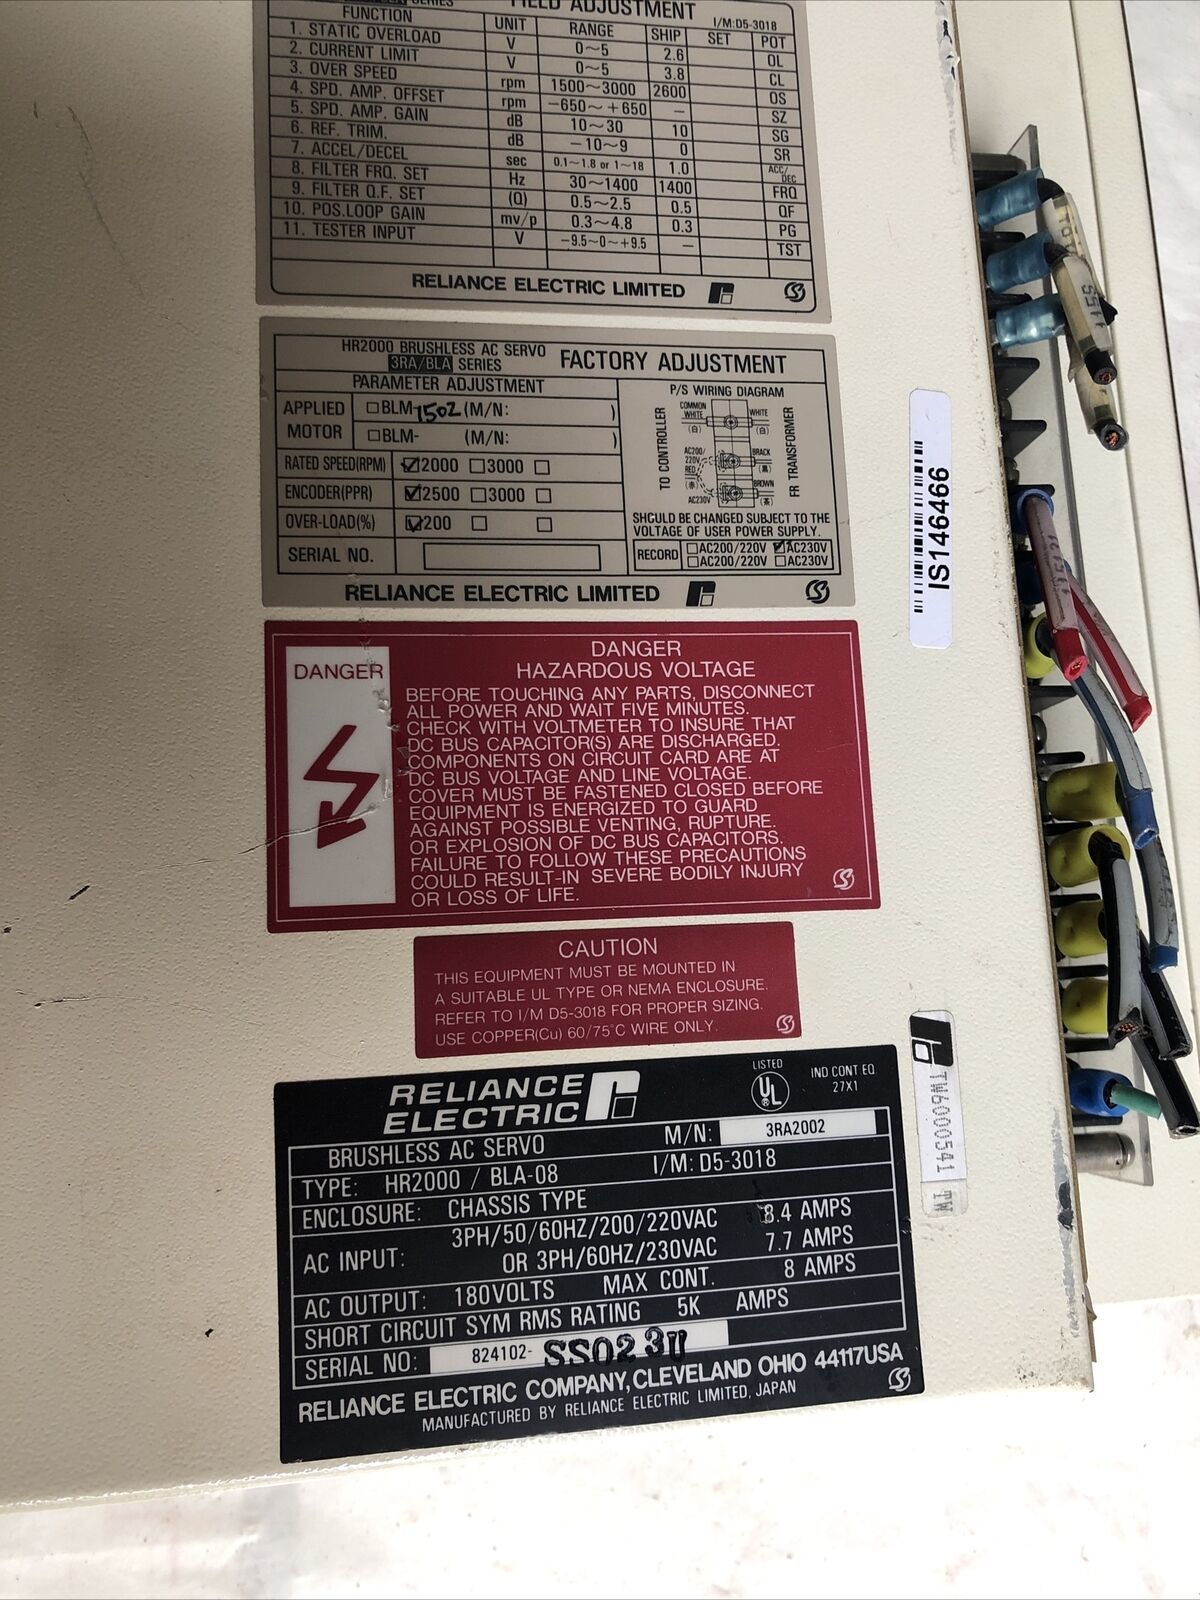 SERIES FIELD ADJUSTMENT I/M:D5-3018
FUNCTION UNIT RANGE SHIP SET POT
1. STATIC OVERLOAD V 0~5 2.6 OL
2. CURRENT LIMIT V 0~5 3.8 CL
3. OVER SPEED rpm 1500~3000 2600 OS
4. SPD. AMP. OFFSET rpm -650~+650 — SZ
5. SPD. AMP. GAIN dB 10~30 10 SG
6. REF. TRIM. dB -10~9 0 SR
7. ACCEL/DECEL sec 0.1~1.8 or 1~18 1.0 ACC/DEC
8. FILTER FRQ. SET Hz 30~1400 1400 FRQ
9. FILTER Q.F. SET (Q) 0.5~2.5 0.5 QF
10. POS.LOOP GAIN mv/p 0.3~4.8 0.3 PG
11. TESTER INPUT V -9.5~0~+9.5 — TST
RELIANCE ELECTRIC LIMITED
HR2000 BRUSHLESS AC SERVO
3RA/BLA SERIES FACTORY ADJUSTMENT
PARAMETER ADJUSTMENT
APPLIED MOTOR
☐BLM-7502 (M/N: )
☐BLM- (M/N: )
RATED SPEED(RPM) ☑2000 ☐3000 ☐
ENCODER(PPR) ☑2500 ☐3000 ☐
OVER-LOAD(%) ☑200 ☐ ☐
SERIAL NO.
P/S WIRING DIAGRAM
TO CONTROLLER
FR TRANSFORMER
COMMON
WHITE
(白)
WHITE
(白)
AC200/
220V
RED
(赤)
AC230V
BRACK
(黒)
BROWN
(茶)
SHOULD BE CHANGED SUBJECT TO THE
VOLTAGE OF USER POWER SUPPLY.
RECORD ☐AC200/220V ☑AC230V
☐AC200/220V ☐AC230V
RELIANCE ELECTRIC LIMITED
IS146466
DANGER
DANGER
HAZARDOUS VOLTAGE
BEFORE TOUCHING ANY PARTS, DISCONNECT
ALL POWER AND WAIT FIVE MINUTES.
CHECK WITH VOLTMETER TO INSURE THAT
DC BUS CAPACITOR(S) ARE DISCHARGED.
COMPONENTS ON CIRCUIT CARD ARE AT
DC BUS VOLTAGE AND LINE VOLTAGE.
COVER MUST BE FASTENED CLOSED BEFORE
EQUIPMENT IS ENERGIZED TO GUARD
AGAINST POSSIBLE VENTING, RUPTURE.
OR EXPLOSION OF DC BUS CAPACITORS.
FAILURE TO FOLLOW THESE PRECAUTIONS
COULD RESULT-IN SEVERE BODILY INJURY
OR LOSS OF LIFE.
CAUTION
THIS EQUIPMENT MUST BE MOUNTED IN
A SUITABLE UL TYPE OR NEMA ENCLOSURE.
REFER TO I/M D5-3018 FOR PROPER SIZING.
USE COPPER(Cu) 60/75°C WIRE ONLY.
TW6000541 TW
RELIANCE
ELECTRIC
LISTED
UL
IND CONT EQ
27X1
BRUSHLESS AC SERVO M/N: 3RA2002
TYPE: HR2000 / BLA-08 I/M: D5-3018
ENCLOSURE: CHASSIS TYPE
AC INPUT: 3PH/50/60HZ/200/220VAC 8.4 AMPS
OR 3PH/60HZ/230VAC 7.7 AMPS
AC OUTPUT: 180VOLTS MAX CONT. 8 AMPS
SHORT CIRCUIT SYM RMS RATING 5K AMPS
SERIAL NO: 824102- SS023U
RELIANCE ELECTRIC COMPANY, CLEVELAND OHIO 44117USA
MANUFACTURED BY RELIANCE ELECTRIC LIMITED, JAPAN